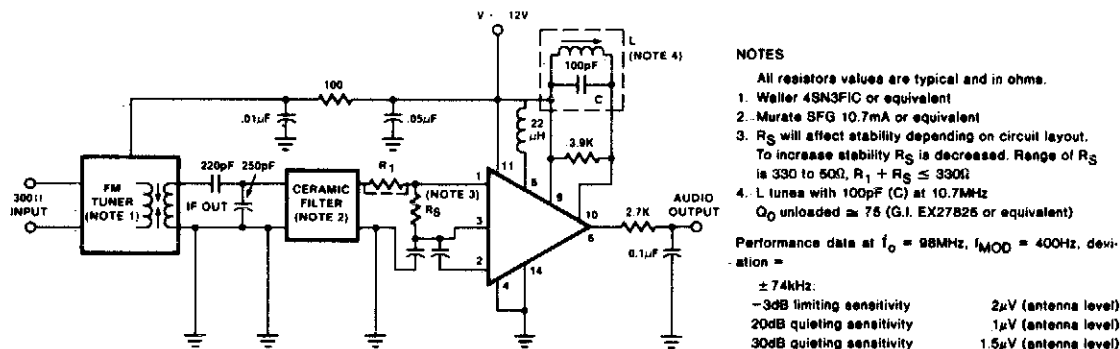 V - 12V
L
(NOTE 4)
100pF
C
100
.01μF
.05μF
22
μH
3.9K
220pF
250pF
R1
11
8
9
10
FM
TUNER
(NOTE 1)
300Ω
INPUT
IF OUT
CERAMIC
FILTER
(NOTE 2)
(NOTE 3)
RS
1
3
2
4
14
6
2.7K
0.1μF
AUDIO
OUTPUT
NOTES
All resistors values are typical and in ohms.
1. Waller 4SN3FIC or equivalent
2. Murate SFG 10.7mA or equivalent
3. RS will affect stability depending on circuit layout.
To increase stability RS is decreased. Range of RS
is 330 to 50Ω, R1 + RS ≤ 330Ω
4. L tunes with 100pF (C) at 10.7MHz
QO unloaded ≃ 75 (G.I. EX27825 or equivalent)
Performance data at fo = 98MHz, fMOD = 400Hz, devi-
ation =
± 74kHz:
−3dB limiting sensitivity 2μV (antenna level)
20dB quieting sensitivity 1μV (antenna level)
30dB quieting sensitivity 1.5μV (antenna level)